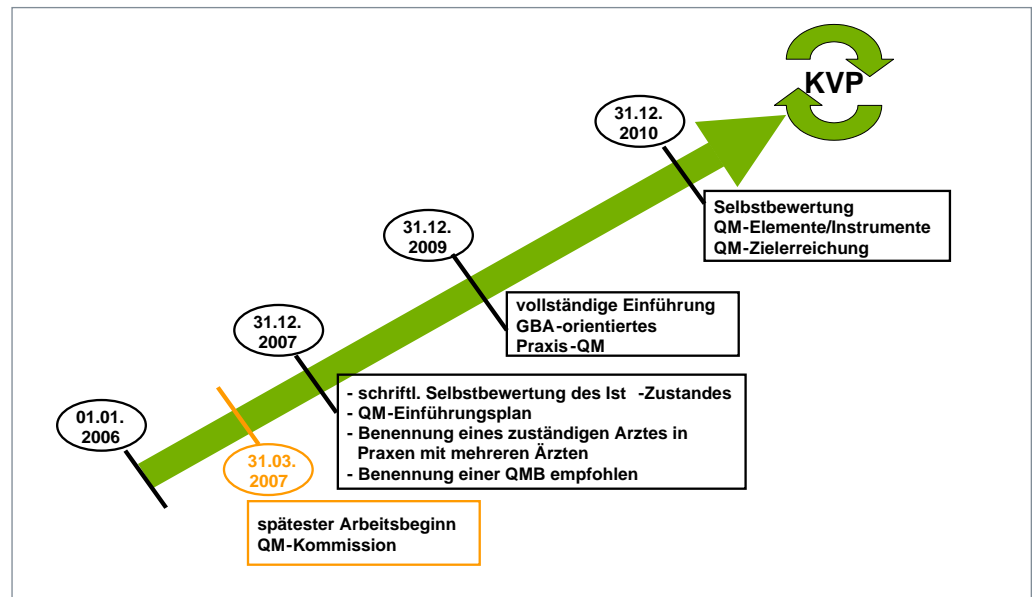 KVP
31.12.
2010
Selbstbewertung
QM-Elemente/Instrumente
QM-Zielerreichung
31.12.
2009
vollständige Einführung
GBA-orientiertes
Praxis-QM
31.12.
2007
- schriftl. Selbstbewertung des Ist -Zustandes
- QM-Einführungsplan
- Benennung eines zuständigen Arztes in
Praxen mit mehreren Ärzten
- Benennung einer QMB empfohlen
01.01.
2006
31.03.
2007
spätester Arbeitsbeginn
QM-Kommission